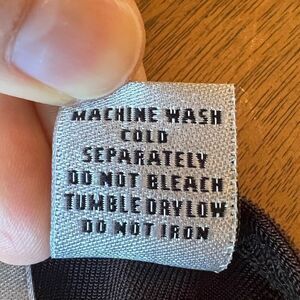 MACHINE WASH
COLD
SEPARATELY
DO NOT BLEACH
TUMBLE DRY LOW
DO NOT IRON